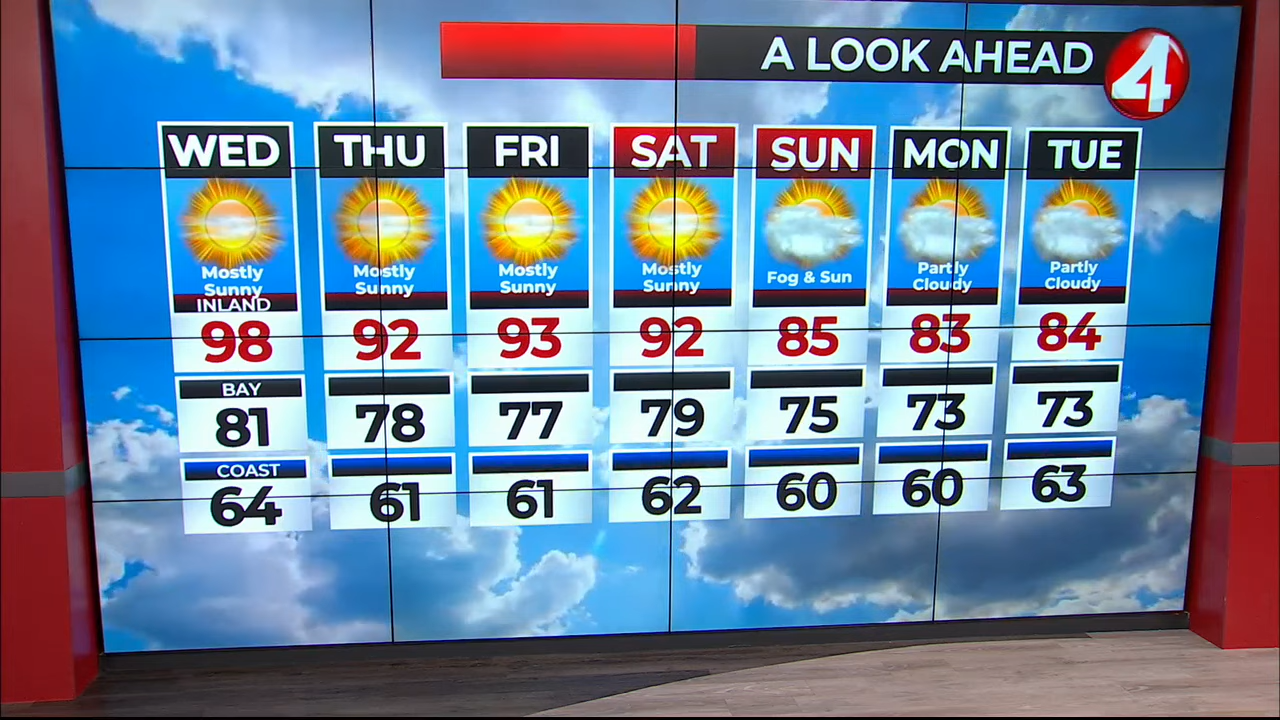 A LOOK AHEAD 4
WED THU FRI SAT SUN MON TUE
Mostly Sunny Mostly Sunny Mostly Sunny Mostly Sunny Fog & Sun Partly Cloudy Partly Cloudy
INLAND
98 92 93 92 85 83 84
BAY
81 78 77 79 75 73 73
COAST
64 61 61 62 60 60 63